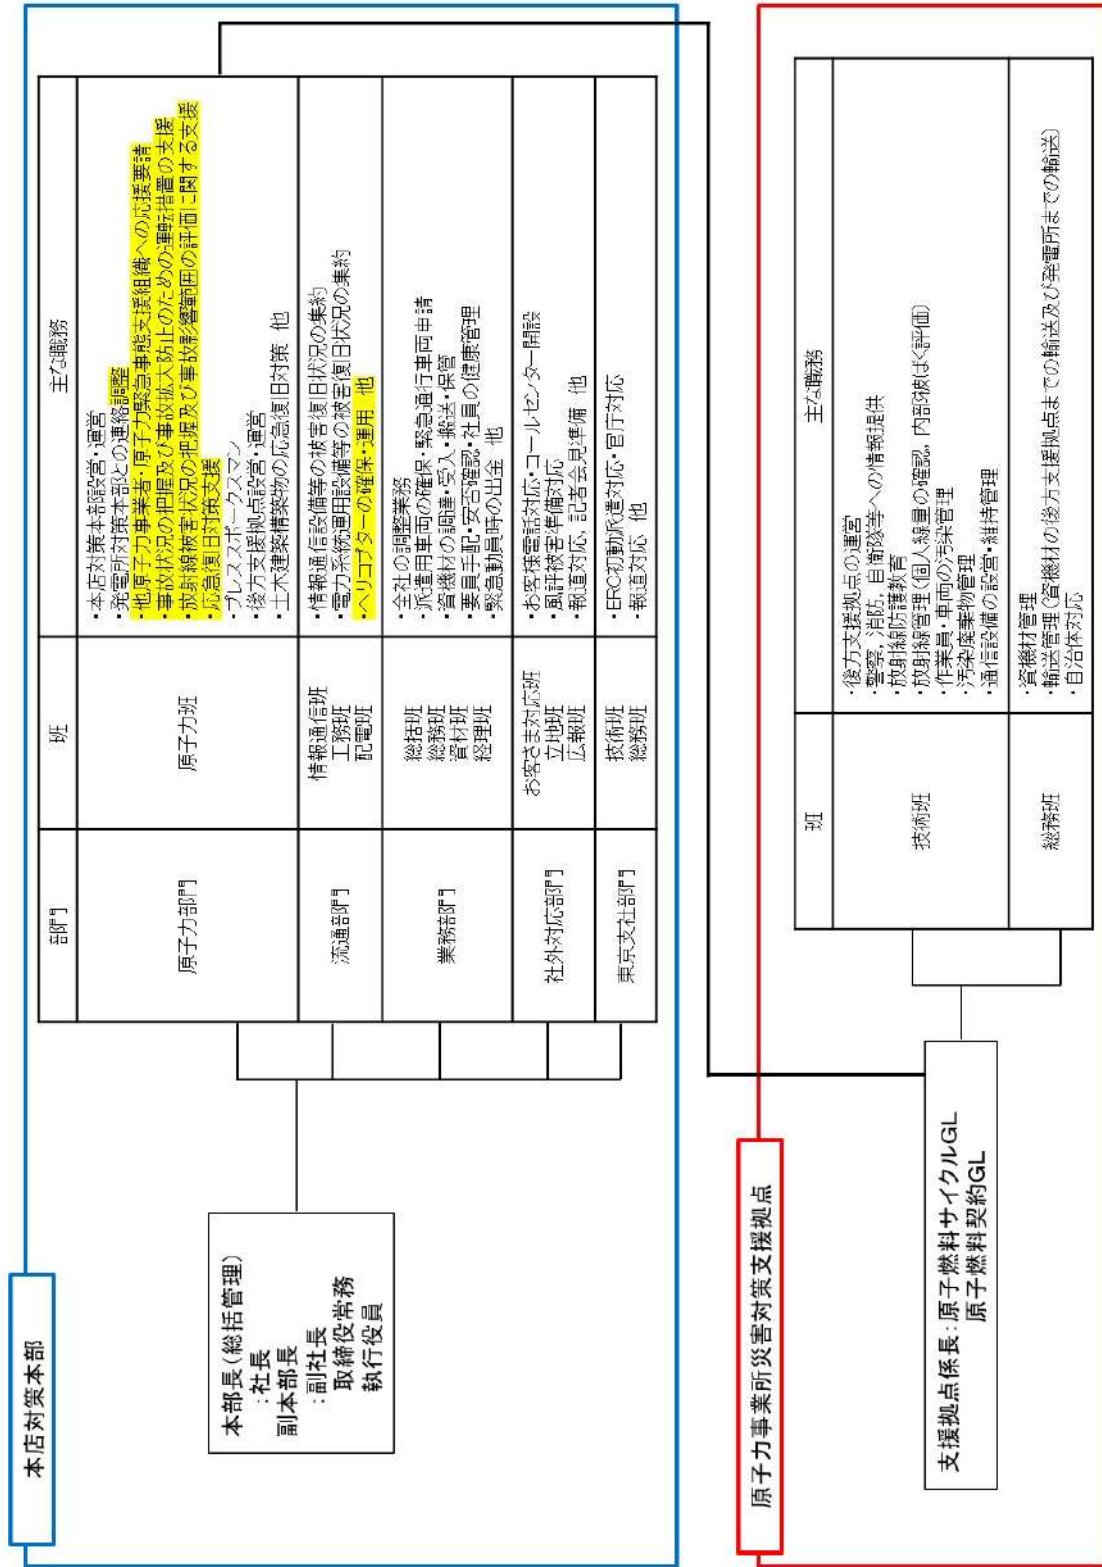 本店対策本部
本部長(総括管理)
:社長
副本部長
:副社長
取締役常務
執行役員
部門
班
主な職務
原子力部門
原子力班
・本店対策本部設営・運営
・発電所対策本部との連絡調整
・他原子力事業者・原子力緊急事態支援組織への応援要請
・事故状況の把握及び事故拡大防止のための運転措置の支援
・放射線被害状況の把握及び事故影響範囲の評価に関する支援
・応急復旧対策支援
・プレススポークスマン
・後方支援拠点設営・運営
・土木建築構築物の応急復旧対策 他
流通部門
情報通信班
工務班
配電班
・情報通信設備等の被害復旧状況の集約
・電力系統運用設備等の被害復旧状況の集約
・ヘリコプターの確保・運用 他
業務部門
総括班
総務班
資材班
経理班
・全社の調整業務
・派遣用車両の確保・緊急通行車両申請
・資機材の調達・受入・搬送・保管
・要員手配・安否確認・社員の健康管理
・緊急動員時の出金 他
社外対応部門
お客さま対応班
立地班
広報班
・お客様電話対応・コールセンター開設
・風評被害準備対応
・報道対応,記者会見準備 他
東京支社部門
技術班
総務班
・ERC初動派遣対応・官庁対応
・報道対応 他
原子力事業所災害対策支援拠点
支援拠点係長:原子燃料サイクルGL
原子燃料契約GL
班
主な職務
技術班
・後方支援拠点の運営
・警察,消防,自衛隊等への情報提供
・放射線防護教育
・放射線管理(個人線量の確認,内部被ばく評価)
・作業員・車両の汚染管理
・汚染廃棄物管理
・通信設備の設営・維持管理
総務班
・資機材管理
・輸送管理(資機材の後方支援拠点までの輸送及び発電所までの輸送)
・自治体対応